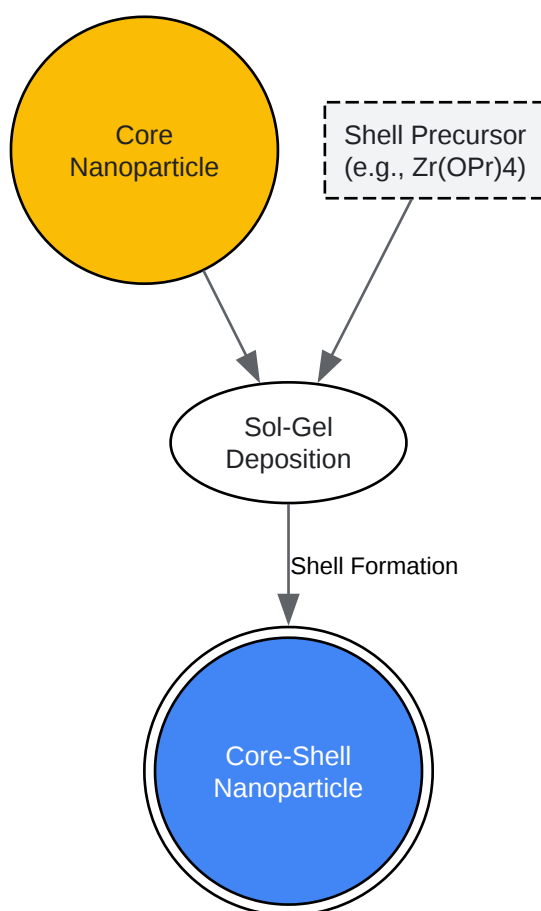 Core
Nanoparticle
Shell Precursor
(e.g., Zr(OPr)4)
Sol-Gel
Deposition
Shell Formation
Core-Shell
Nanoparticle